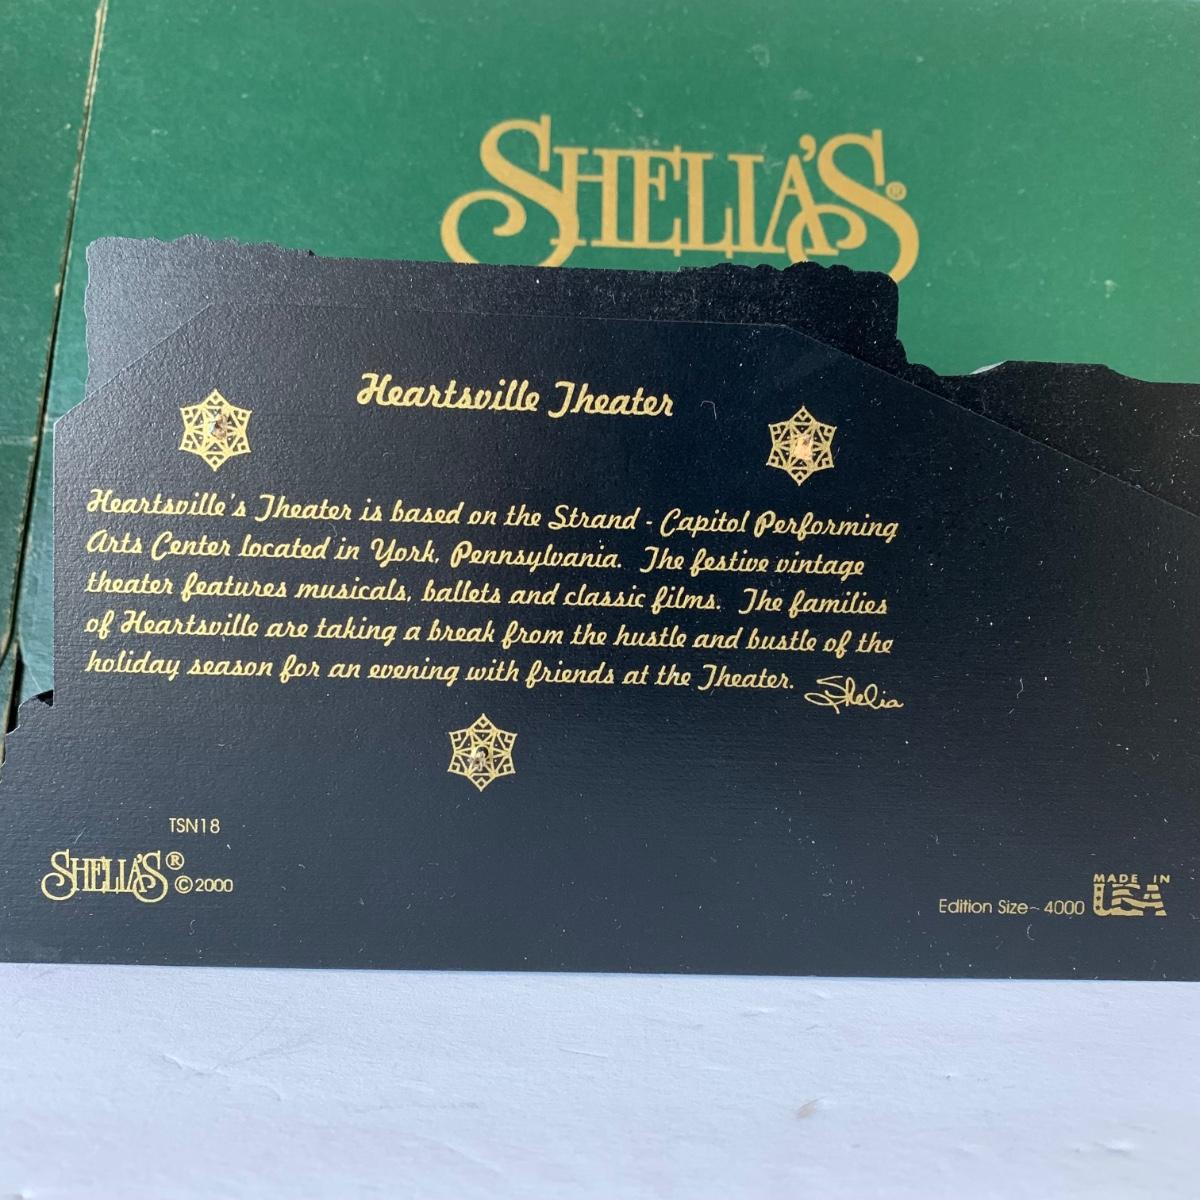 SHELIA'S®
Heartsville Theater
Heartsville's Theater is based on the Strand - Capitol Performing
Arts Center located in York, Pennsylvania. The festive vintage
theater features musicals, ballets and classic films. The families
of Heartsville are taking a break from the hustle and bustle of the
holiday season for an evening with friends at the Theater.
Shelia
TSN18
SHELIA'S® ©2000
Edition Size~ 4000
MADE IN
USA